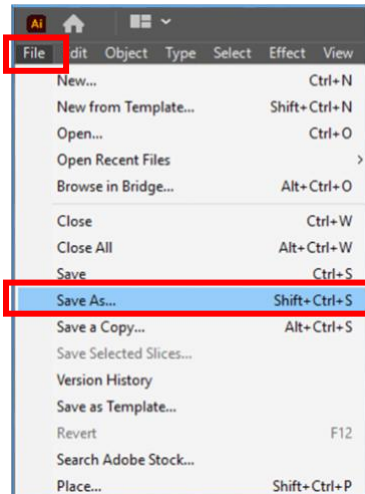 Ai
File Edit Object Type Select Effect View
New... Ctrl+N
New from Template... Shift+Ctrl+N
Open... Ctrl+O
Open Recent Files >
Browse in Bridge... Alt+Ctrl+O
Close Ctrl+W
Close All Alt+Ctrl+W
Save Ctrl+S
Save As... Shift+Ctrl+S
Save a Copy... Alt+Ctrl+S
Save Selected Slices...
Version History
Save as Template...
Revert F12
Search Adobe Stock...
Place... Shift+Ctrl+P